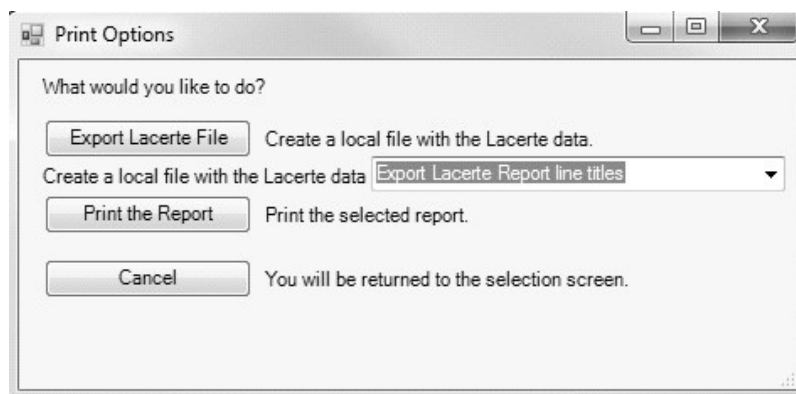 Print Options
What would you like to do?
Export Lacerte File Create a local file with the Lacerte data.
Create a local file with the Lacerte data Export Lacerte Report line titles
Print the Report Print the selected report.
Cancel You will be returned to the selection screen.